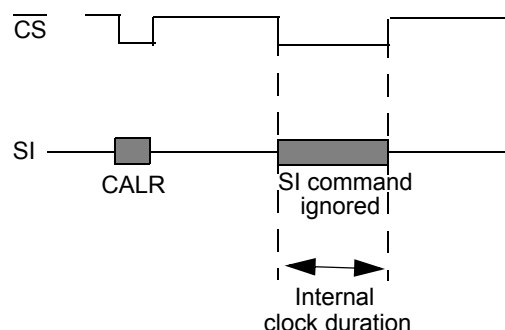 CS
SI
CALR
SI command
ignored
Internal
clock duration